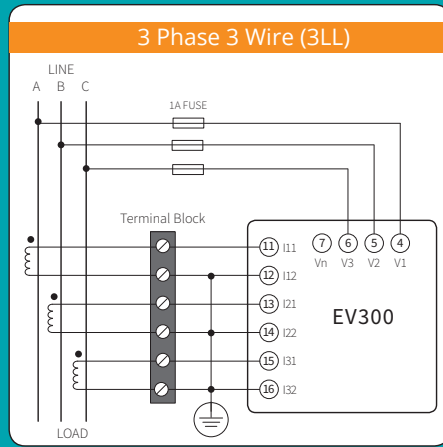 3 Phase 3 Wire (3LL)
LINE
A B C
1A FUSE
Terminal Block
7 6 5 4
Vn V3 V2 V1
11 I11
12 I12
13 I21
14 I22
15 I31
16 I32
EV300
LOAD